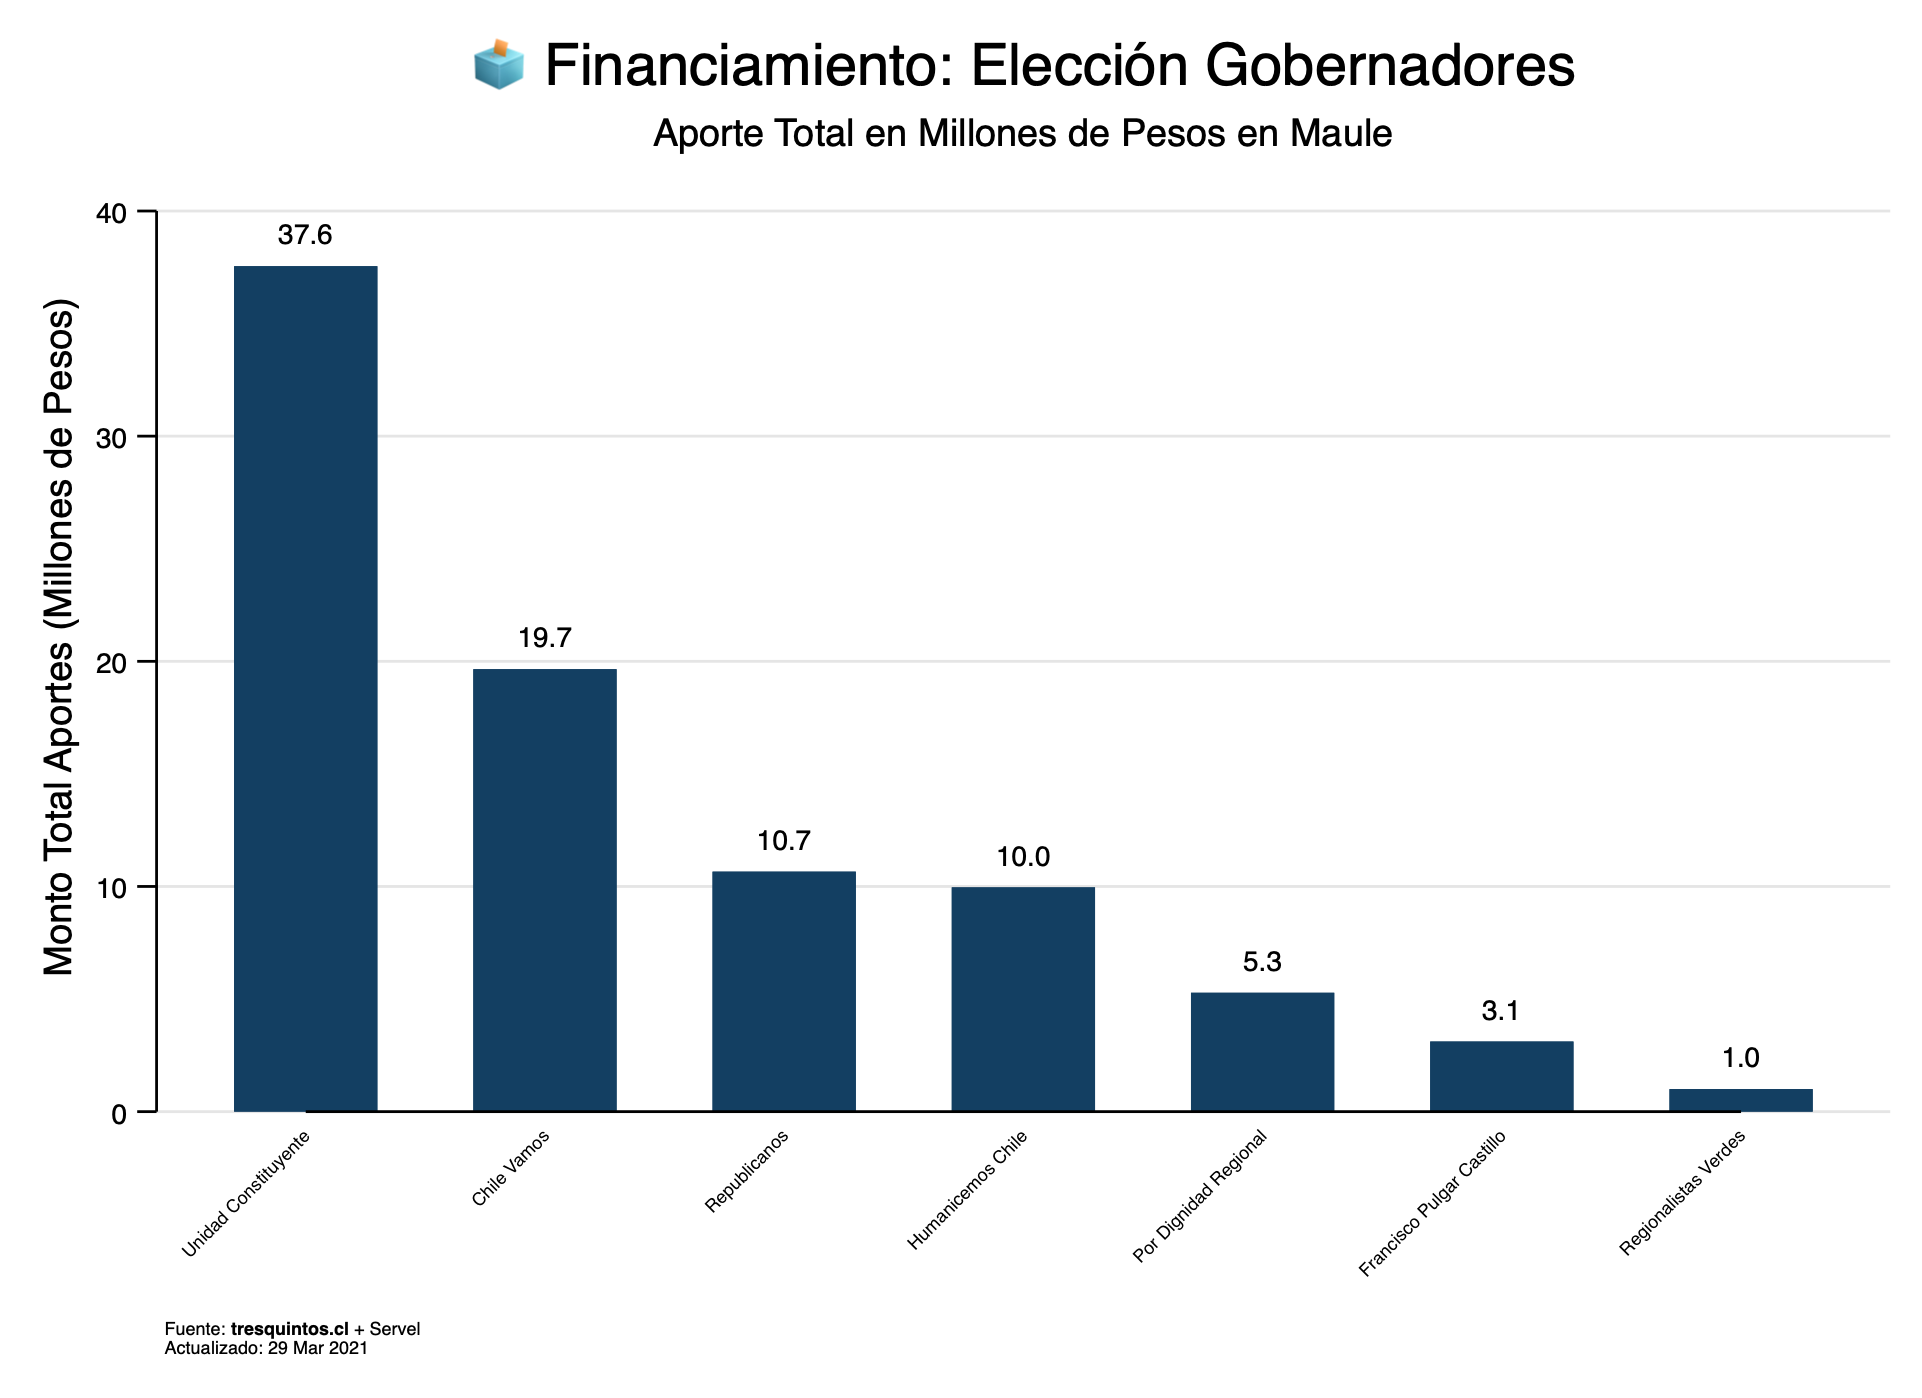 Financiamiento: Elección Gobernadores
Aporte Total en Millones de Pesos en Maule
Monto Total Aportes (Millones de Pesos)
40
30
20
10
0
37.6
19.7
10.7
10.0
5.3
3.1
1.0
Unidad Constituyente
Chile Vamos
Republicanos
Humanicemos Chile
Por Dignidad Regional
Francisco Pulgar Castillo
Regionalistas Verdes
Fuente: tresquintos.cl + Servel
Actualizado: 29 Mar 2021